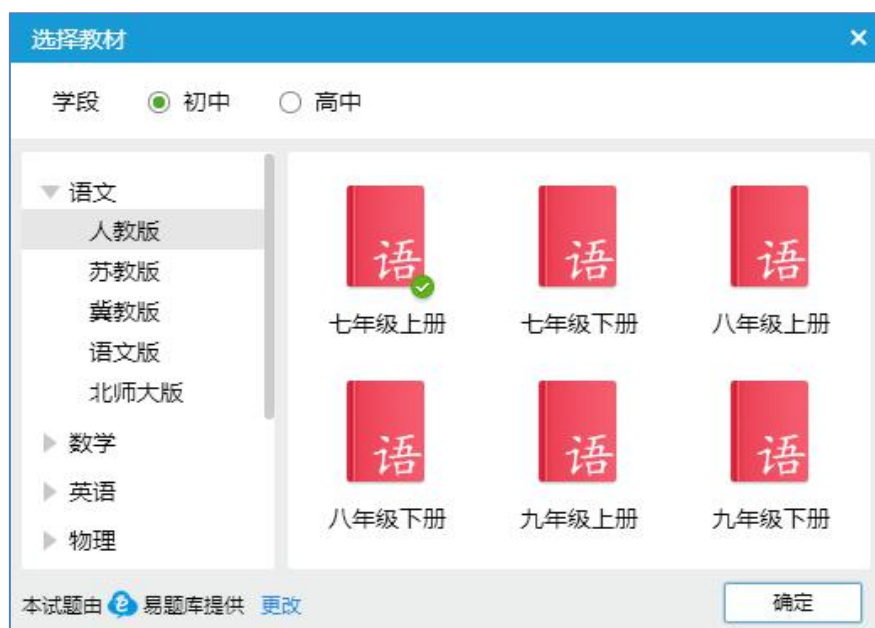 选择教材
学段 初中 高中
语文
人教版
苏教版
冀教版
语文版
北师大版
数学
英语
物理
语 语 语
七年级上册 七年级下册 八年级上册
语 语 语
八年级下册 九年级上册 九年级下册
本试题由 易题库提供 更改
确定